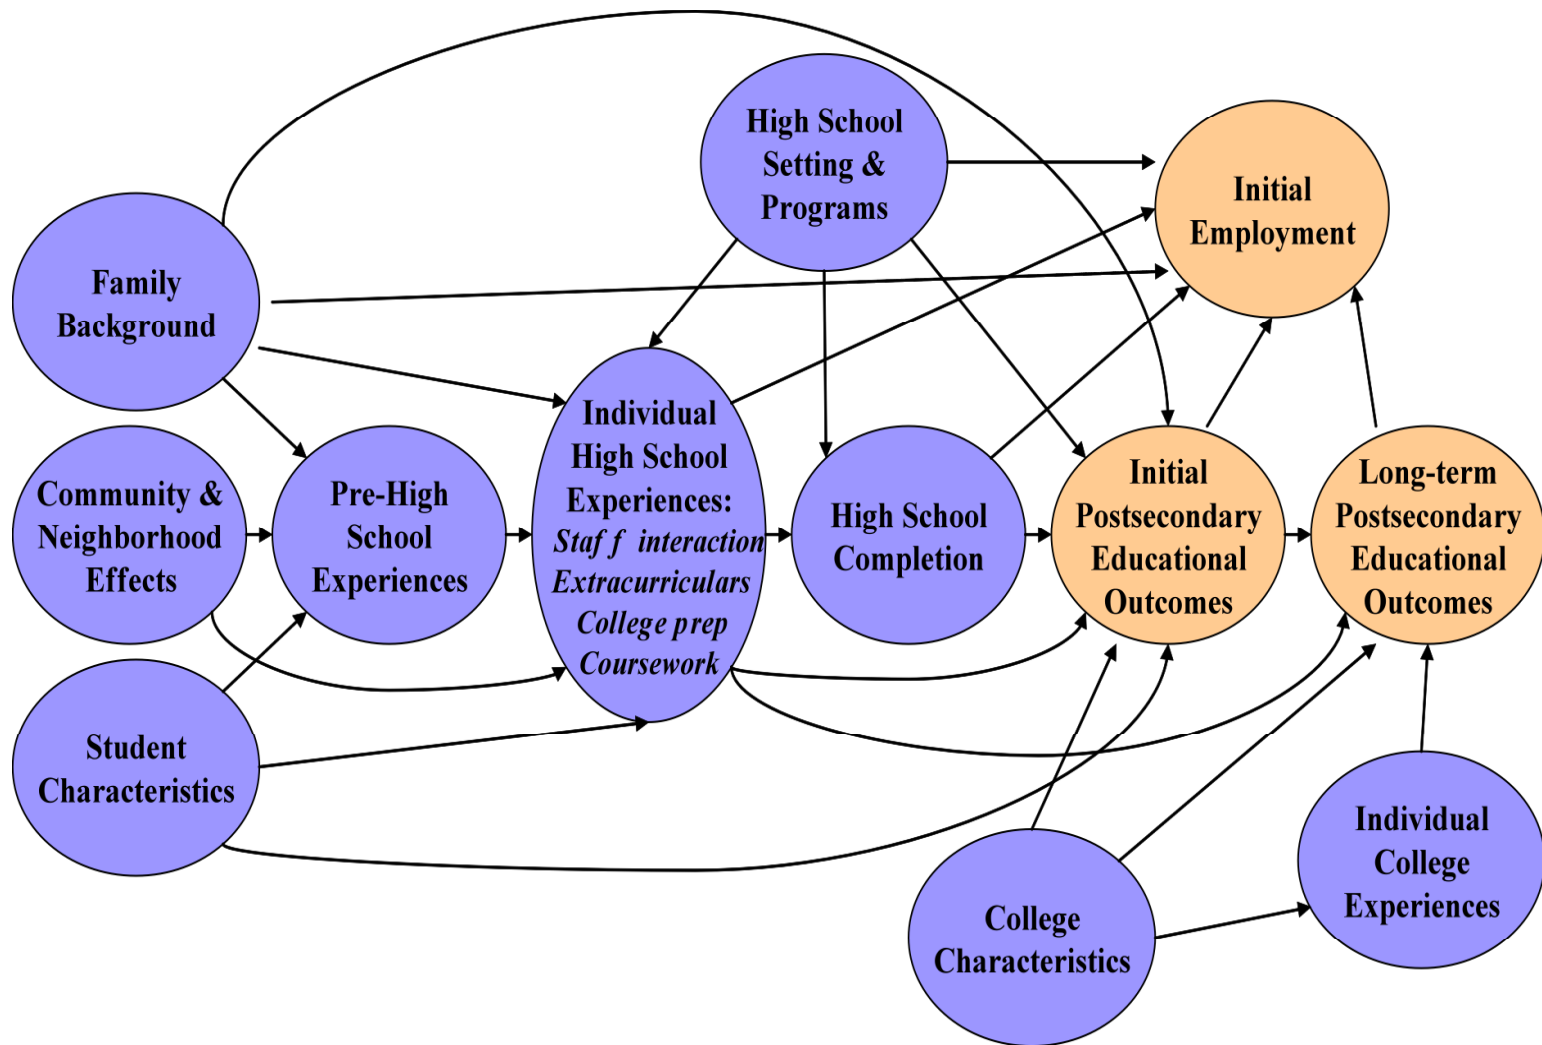 High School
Setting &
Programs
Initial
Employment
Family
Background
Community &
Neighborhood
Effects
Pre-High
School
Experiences
Individual
High School
Experiences:
Staff interaction
Extracurriculars
College prep
Coursework
High School
Completion
Initial
Postsecondary
Educational
Outcomes
Long-term
Postsecondary
Educational
Outcomes
Student
Characteristics
College
Characteristics
Individual
College
Experiences